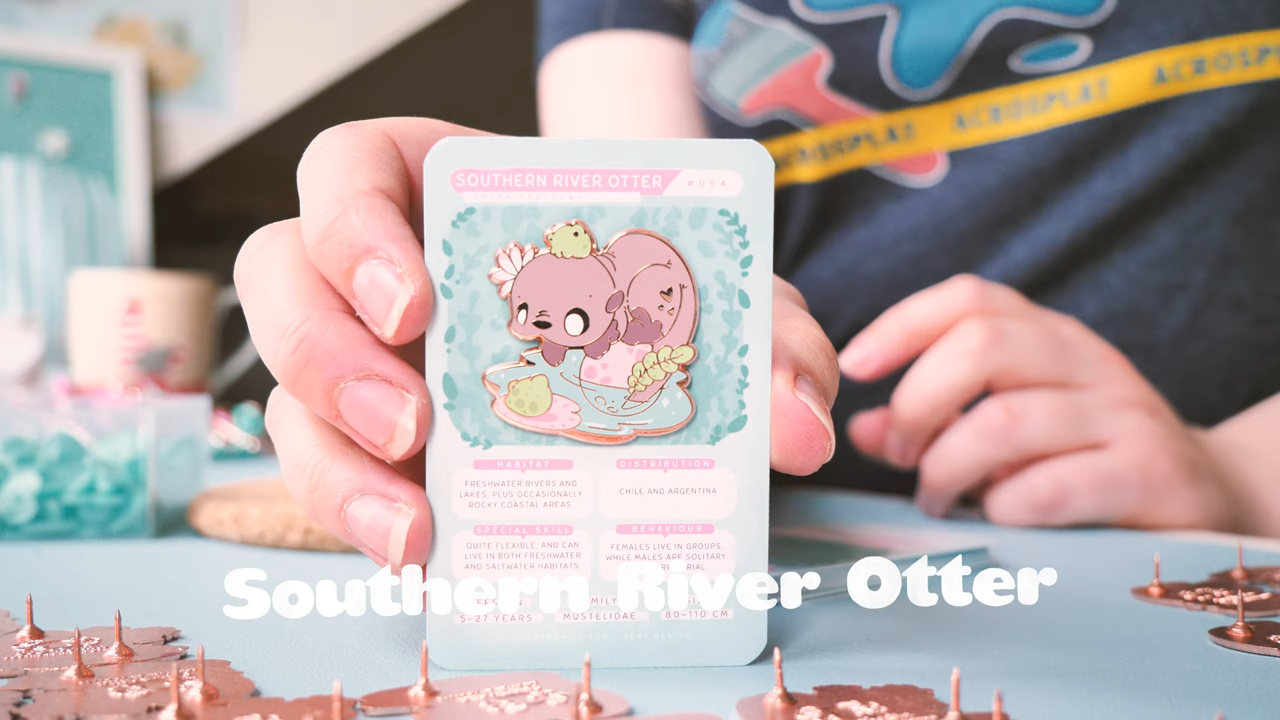 ACROSPLAT ACROSPL
SOUTHERN RIVER OTTER #054
HABITAT
FRESHWATER RIVERS AND
LAKES, PLUS OCCASIONALLY
ROCKY COASTAL AREAS.
DISTRIBUTION
CHILE AND ARGENTINA
SPECIAL SKILL
QUITE FLEXIBLE, AND CAN
LIVE IN BOTH FRESHWATER
AND SALTWATER HABITATS.
BEHAVIOUR
FEMALES LIVE IN GROUPS,
WHILE MALES ARE SOLITARY,
Southern River Otter
5-27 YEARS MUSTELIDAE 80-110 CM